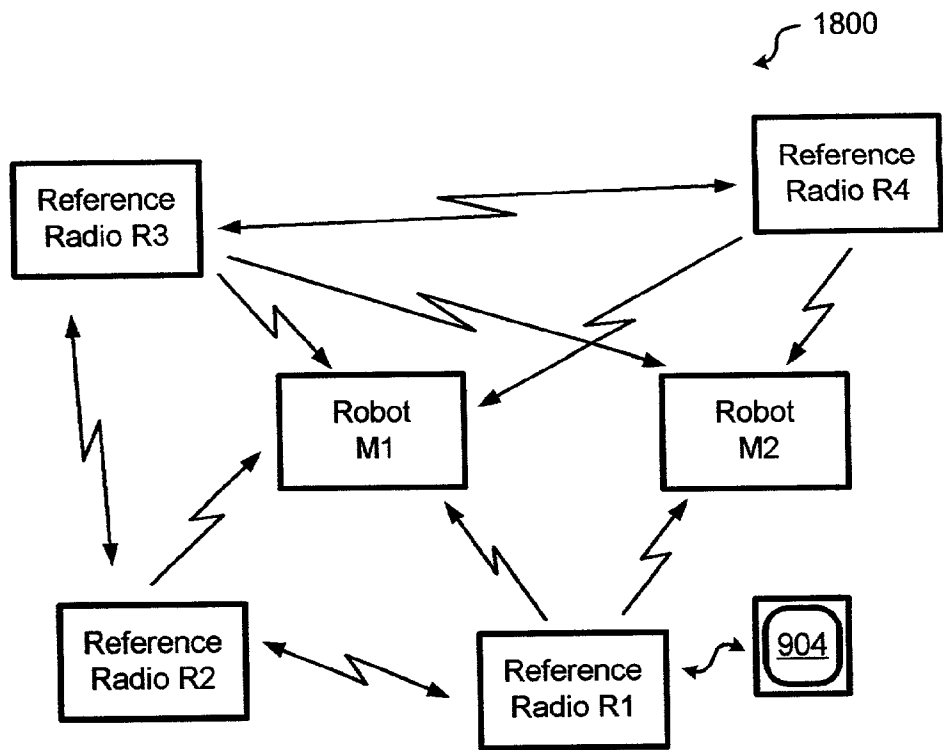 1800
Reference
Radio R4
Reference
Radio R3
Robot
M1
Robot
M2
Reference
Radio R2
Reference
Radio R1
904